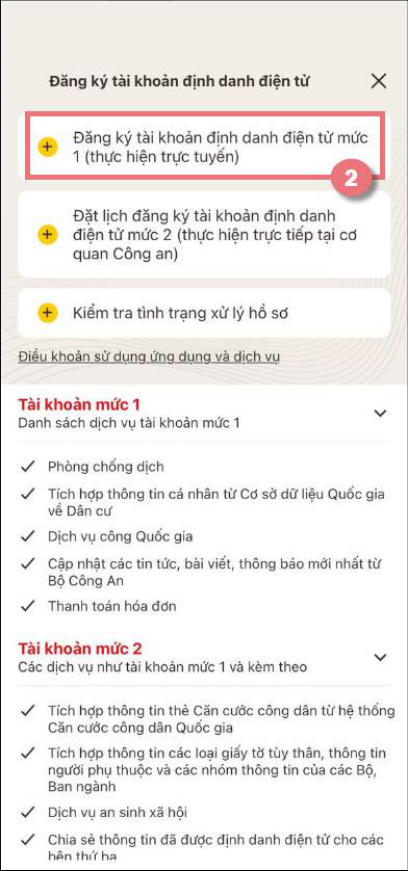 Đăng ký tài khoản định danh điện tử
Đăng ký tài khoản định danh điện tử mức
1 (thực hiện trực tuyến)
2
Đặt lịch đăng ký tài khoản định danh
điện tử mức 2 (thực hiện trực tiếp tại cơ
quan Công an)
Kiểm tra tình trạng xử lý hồ sơ
Điều khoản sử dụng ứng dụng và dịch vụ
Tài khoản mức 1
Danh sách dịch vụ tài khoản mức 1
Phòng chống dịch
Tích hợp thông tin cá nhân từ Cơ sở dữ liệu Quốc gia
về Dân cư
Dịch vụ công Quốc gia
Cập nhật các tin tức, bài viết, thông báo mới nhất từ
Bộ Công An
Thanh toán hóa đơn
Tài khoản mức 2
Các dịch vụ như tài khoản mức 1 và kèm theo
Tích hợp thông tin thẻ Căn cước công dân từ hệ thống
Căn cước công dân Quốc gia
Tích hợp thông tin các loại giấy tờ tùy thân, thông tin
người phụ thuộc và các nhóm thông tin của các Bộ,
Ban ngành
Dịch vụ an sinh xã hội
Chia sẻ thông tin đã được định danh điện tử cho các
bên thứ ba